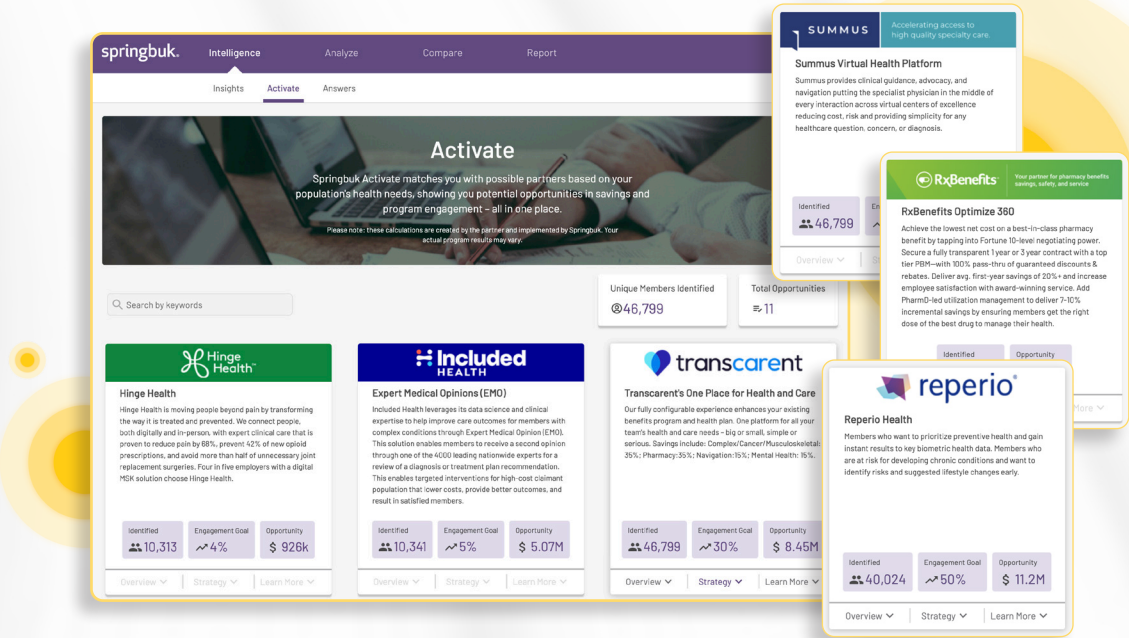 springbuk.
Intelligence
Analyze
Compare
Report
Insights
Activate
Answers
Activate
Springbuk Activate matches you with possible partners based on your
population's health needs, showing you potential opportunities in savings and
program engagement – all in one place.
Please note: these calculations are created by the partner and implemented by Springbuk. Your
actual program results may vary.
Search by keywords
Unique Members Identified
46,799
Total Opportunities
11
Hinge
Health™
Hinge Health
Hinge Health is moving people beyond pain by transforming
the way it is treated and prevented. We connect people,
both digitally and in-person, with expert clinical care that is
proven to reduce pain by 68%, prevent 42% of new opioid
prescriptions, and avoid more than half of unnecessary joint
replacement surgeries. Four in five employers with a digital
MSK solution choose Hinge Health.
Identified
10,313
Engagement Goal
4%
Opportunity
$ 926k
Overview
Strategy
Learn More
Included
HEALTH
Expert Medical Opinions (EMO)
Included Health leverages its data science and clinical
expertise to help improve care outcomes for members with
complex conditions through Expert Medical Opinion (EMO).
This solution enables members to receive a second opinion
through one of the 4000 leading nationwide experts for a
review of a diagnosis or treatment plan recommendation.
This enables targeted interventions for high-cost claimant
population that lower costs, provide better outcomes, and
result in satisfied members.
Identified
10,341
Engagement Goal
5%
Opportunity
$ 5.07M
Overview
Strategy
Learn More
transcarent
Transcarent's One Place for Health and Care
Our fully configurable experience enhances your existing
benefits program and health plan. One platform for all your
team's health and care needs – big or small, simple or
serious. Savings include: Complex/Cancer/Musculoskeletal:
35%; Pharmacy:35%; Navigation:15%; Mental Health: 15%.
Identified
46,799
Engagement Goal
30%
Opportunity
$ 8.45M
Overview
Strategy
Learn More
SUMMUS
Accelerating access to
high quality specialty care.
Summus Virtual Health Platform
Summus provides clinical guidance, advocacy, and
navigation putting the specialist physician in the middle of
every interaction across virtual centers of excellence
reducing cost, risk and providing simplicity for any
healthcare question. concern, or diagnosis.
Identified
46,799
En
Overview
St
RxBenefits
Your partner for pharmacy benefits
savings, safety, and service
RxBenefits Optimize 360
Achieve the lowest net cost on a best-in-class pharmacy
benefit by tapping into Fortune 10-level negotiating power.
Secure a fully transparent 1 year or 3 year contract with a top
tier PBM—with 100% pass-thru of guaranteed discounts &
rebates. Deliver avg. first-year savings of 20%+ and increase
employee satisfaction with award-winning service. Add
PharmD-led utilization management to deliver 7-10%
incremental savings by ensuring members get the right
dose of the best drug to manage their health.
Identified
Opportunity
More
reperio
Reperio Health
Members who want to prioritize preventive health and gain
instant results to key biometric health data. Members who
are at risk for developing chronic conditions and want to
identify risks and suggested lifestyle changes early.
Identified
40,024
Engagement Goal
50%
Opportunity
$ 11.2M
Overview
Strategy
Learn More